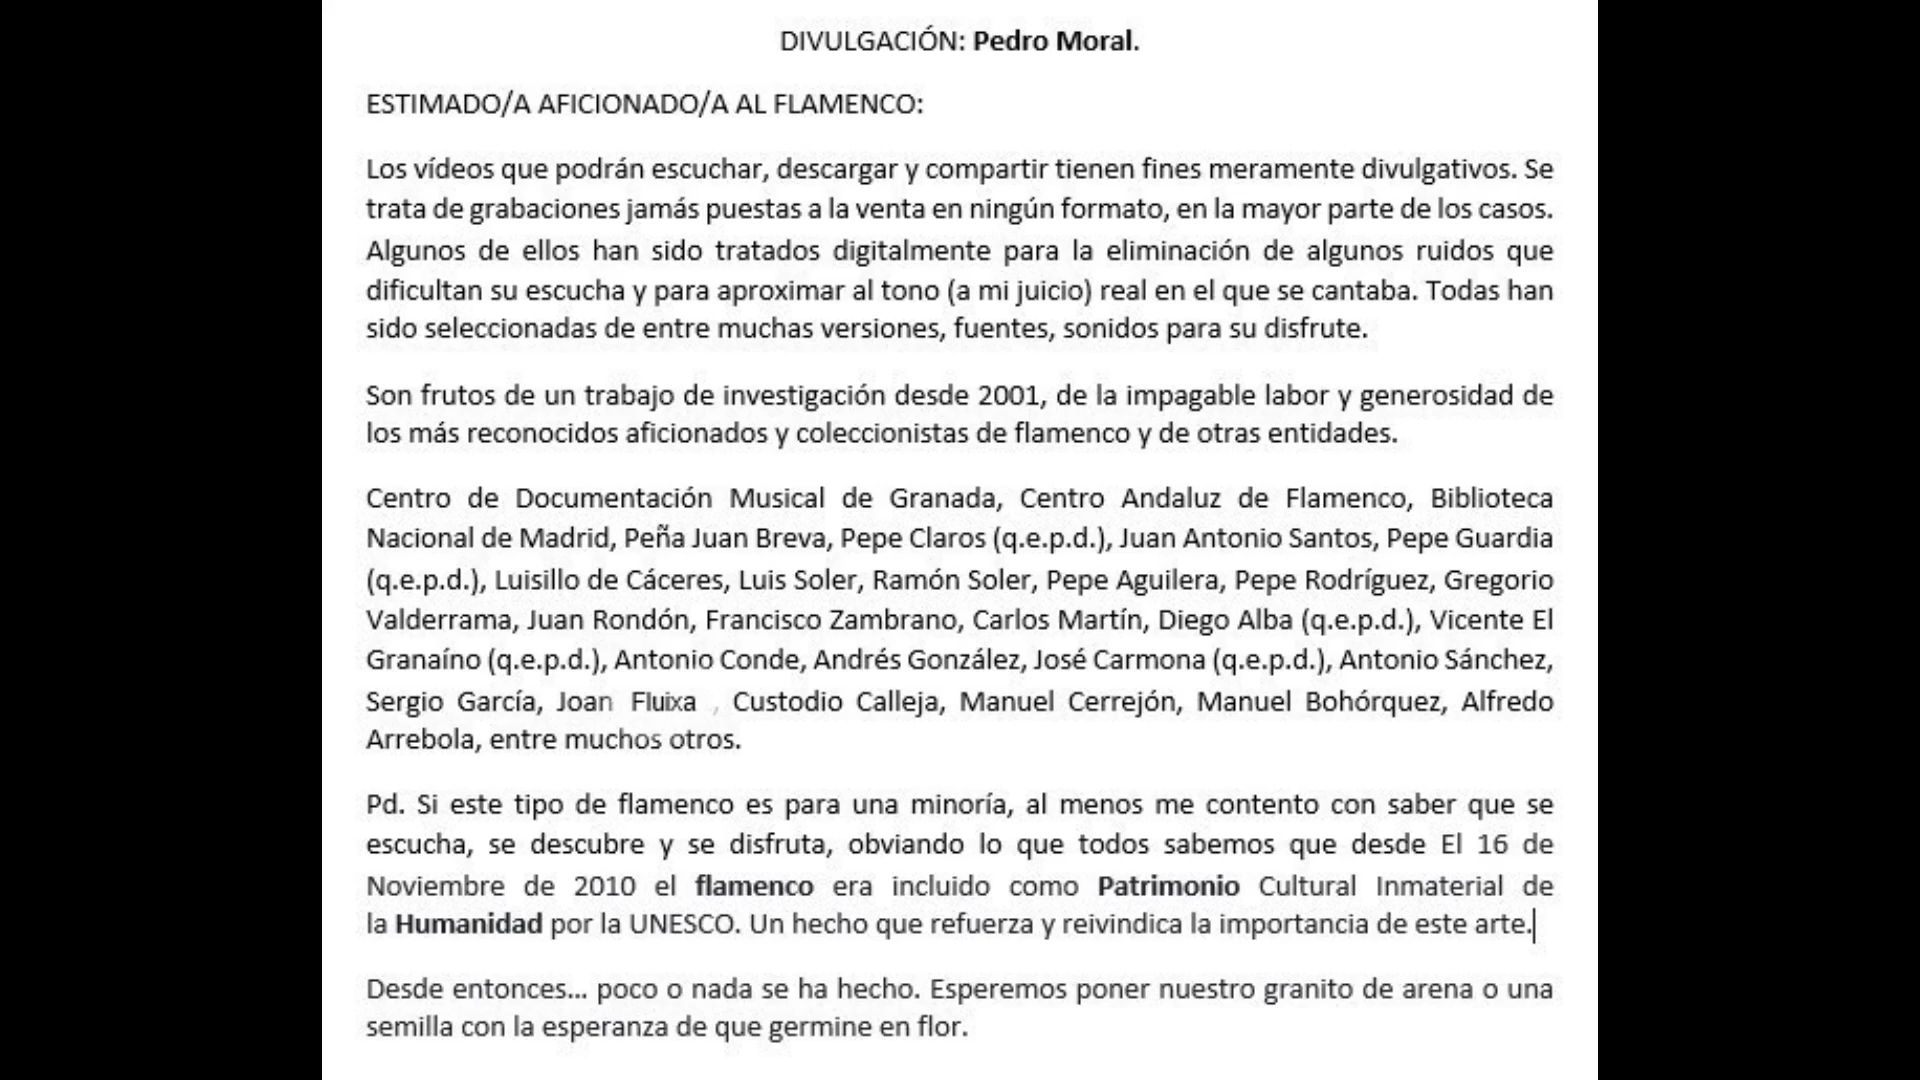 DIVULGACIÓN: Pedro Moral.
ESTIMADO/A AFICIONADO/A AL FLAMENCO:
Los vídeos que podrán escuchar, descargar y compartir tienen fines meramente divulgativos. Se
trata de grabaciones jamás puestas a la venta en ningún formato, en la mayor parte de los casos.
Algunos de ellos han sido tratados digitalmente para la eliminación de algunos ruidos que
dificultan su escucha y para aproximar al tono (a mi juicio) real en el que se cantaba. Todas han
sido seleccionadas de entre muchas versiones, fuentes, sonidos para su disfrute.
Son frutos de un trabajo de investigación desde 2001, de la impagable labor y generosidad de
los más reconocidos aficionados y coleccionistas de flamenco y de otras entidades.
Centro de Documentación Musical de Granada, Centro Andaluz de Flamenco, Biblioteca
Nacional de Madrid, Peña Juan Breva, Pepe Claros (q.e.p.d.), Juan Antonio Santos, Pepe Guardia
(q.e.p.d.), Luisillo de Cáceres, Luis Soler, Ramón Soler, Pepe Aguilera, Pepe Rodríguez, Gregorio
Valderrama, Juan Rondón, Francisco Zambrano, Carlos Martín, Diego Alba (q.e.p.d.), Vicente El
Granaíno (q.e.p.d.), Antonio Conde, Andrés González, José Carmona (q.e.p.d.), Antonio Sánchez,
Sergio García, Joan Fluixa , Custodio Calleja, Manuel Cerrejón, Manuel Bohórquez, Alfredo
Arrebola, entre muchos otros.
Pd. Si este tipo de flamenco es para una minoría, al menos me contento con saber que se
escucha, se descubre y se disfruta, obviando lo que todos sabemos que desde El 16 de
Noviembre de 2010 el flamenco era incluido como Patrimonio Cultural Inmaterial de
la Humanidad por la UNESCO. Un hecho que refuerza y reivindica la importancia de este arte.
Desde entonces... poco o nada se ha hecho. Esperemos poner nuestro granito de arena o una
semilla con la esperanza de que germine en flor.